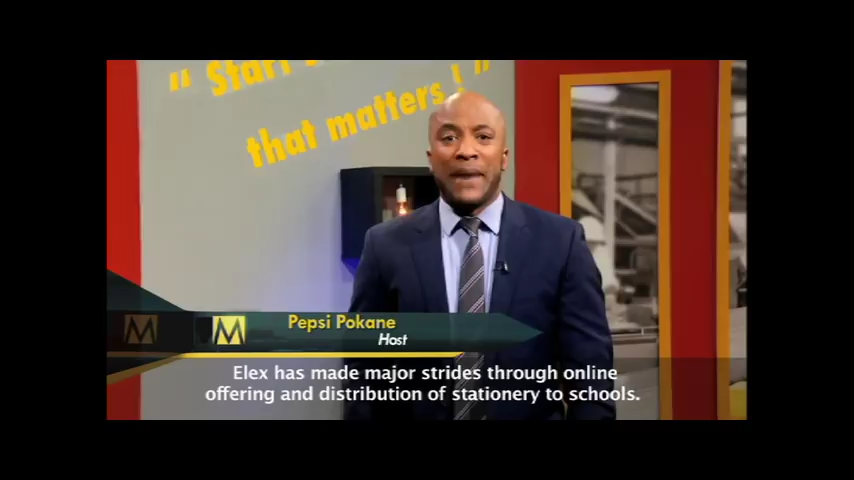 " Start
that matters! "
M M
Pepsi Pokane
Host
Elex has made major strides through online
offering and distribution of stationery to schools.